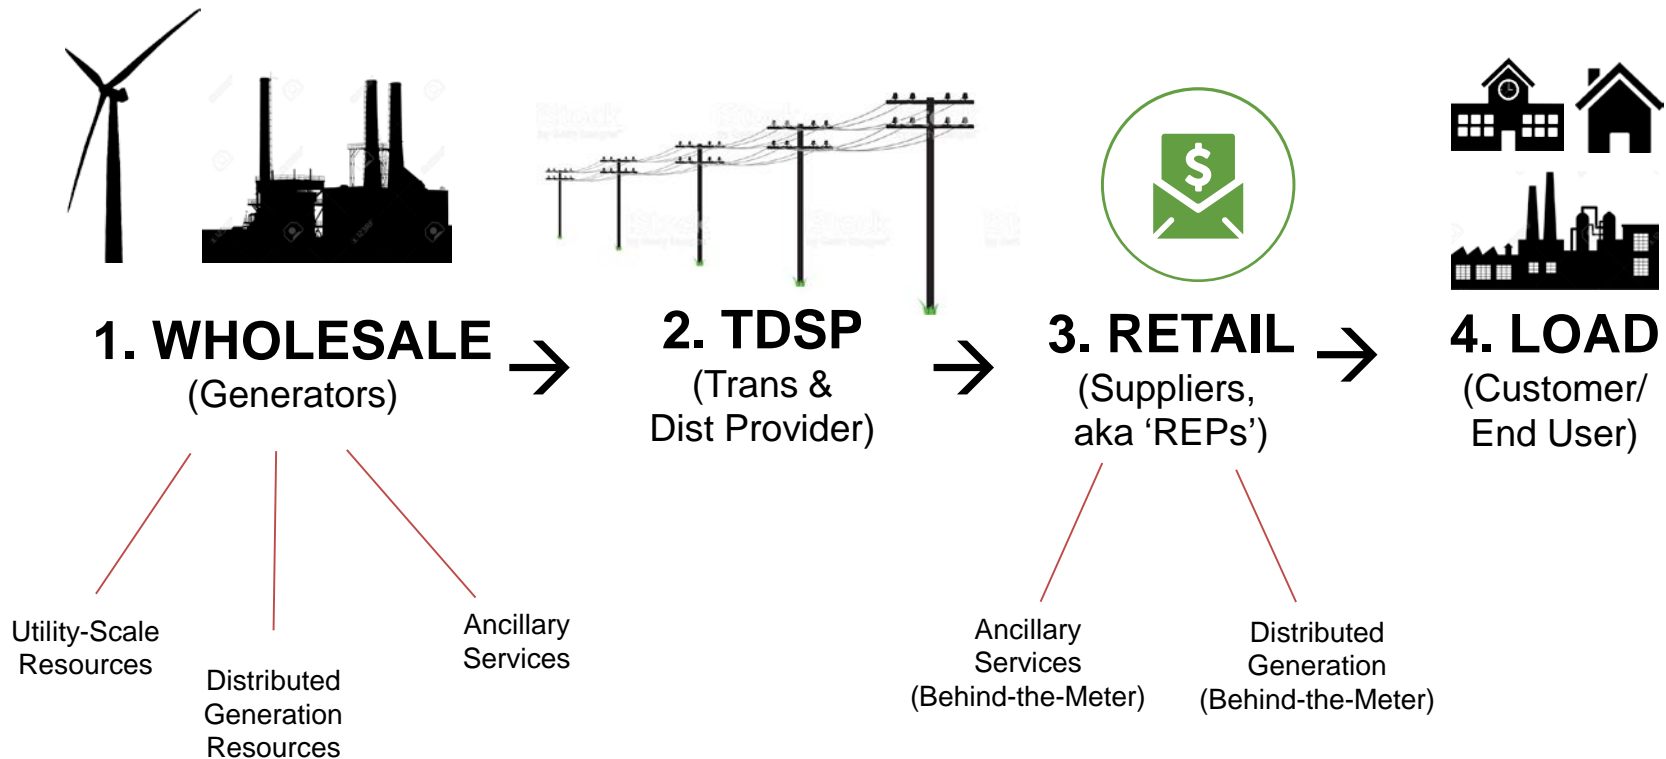 $
1. WHOLESALE
(Generators)
2. TDSP
(Trans &
Dist Provider)
3. RETAIL
(Suppliers,
aka ‘REPs’)
4. LOAD
(Customer/
End User)
Utility-Scale
Resources
Distributed
Generation
Resources
Ancillary
Services
Ancillary
Services
(Behind-the-Meter)
Distributed
Generation
(Behind-the-Meter)